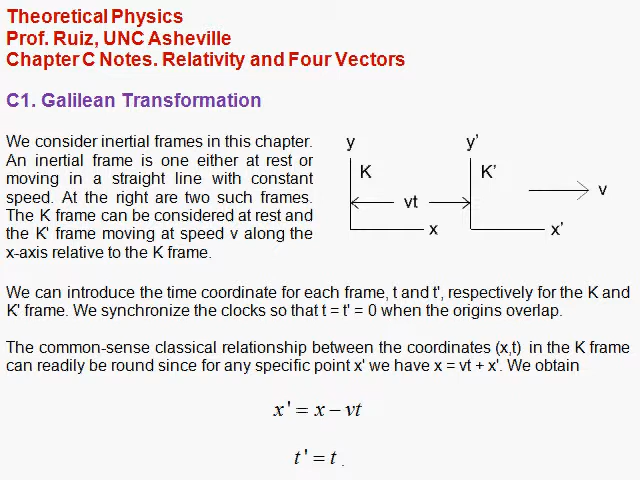 Theoretical Physics
Prof. Ruiz, UNC Asheville
Chapter C Notes. Relativity and Four Vectors
C1. Galilean Transformation
We consider inertial frames in this chapter.
An inertial frame is one either at rest or
moving in a straight line with constant
speed. At the right are two such frames.
The K frame can be considered at rest and
the K' frame moving at speed v along the
x-axis relative to the K frame.
y y'
K K'
v
vt
x x'
We can introduce the time coordinate for each frame, t and t', respectively for the K and
K' frame. We synchronize the clocks so that t = t' = 0 when the origins overlap.
The common-sense classical relationship between the coordinates (x,t) in the K frame
can readily be round since for any specific point x' we have x = vt + x'. We obtain
x' = x − vt
t' = t .